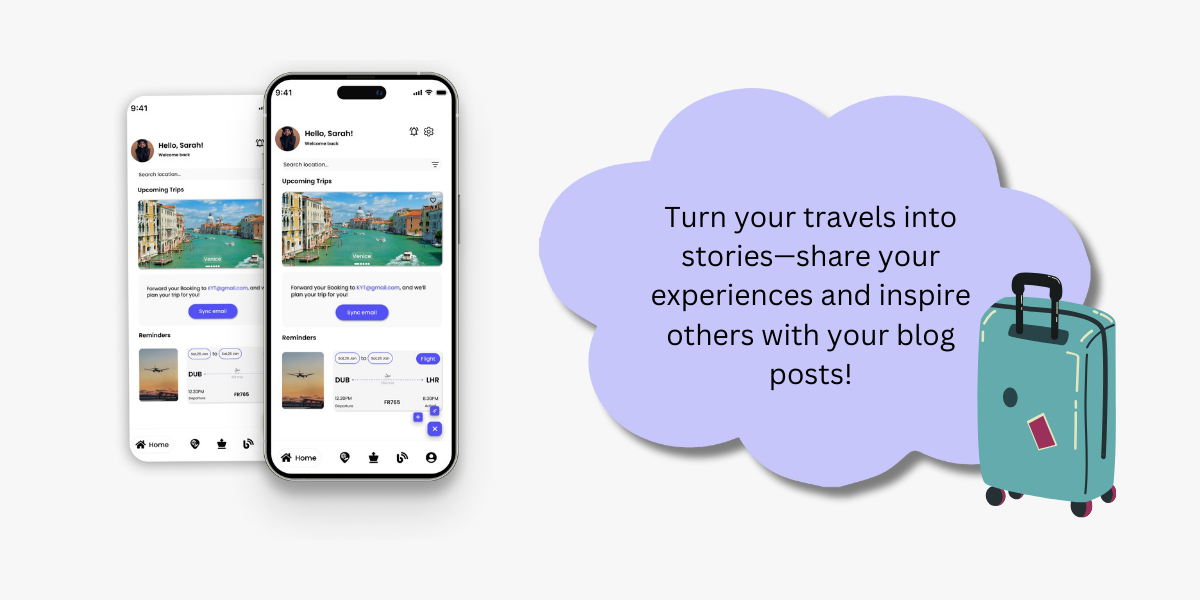 9:41
Hello, Sarah!
Welcome back
Search location..
Upcoming Trips
Venice
Forward your Booking to KYT@gmail.com, and w
plan your trip for you!
Sync email
Reminders
Sat,26 Jan to Sat,26 Jan
DUB
12.30PM
Departure
FR765
Home
9:41
Hello, Sarah!
Welcome back
Search location..
Upcoming Trips
Venice
Forward your Booking to KYT@gmail.com, and we'll
plan your trip for you!
Sync email
Reminders
Sat,26 Jan to Sat,26 Jan Flight
DUB LHR
12.30PM
Departure
FR765
Home
Turn your travels into
stories—share your
experiences and inspire
others with your blog
posts!